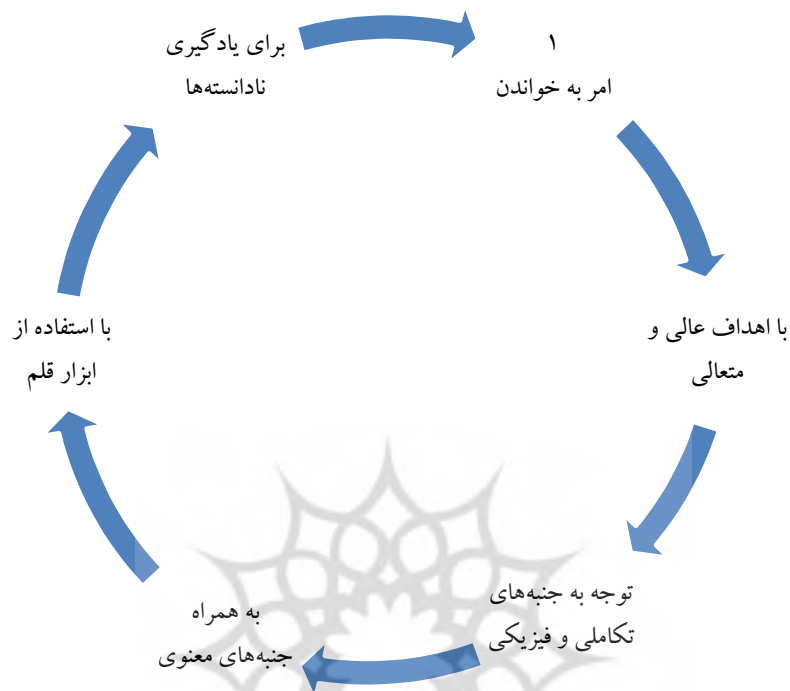 ۱
امر به خواندن
با اهداف عالی و
متعالی
توجه به جنبه‌های
تکاملی و فیزیکی
به همراه
جنبه‌های معنوی
با استفاده از
ابزار قلم
برای یادگیری
نادانسته‌ها